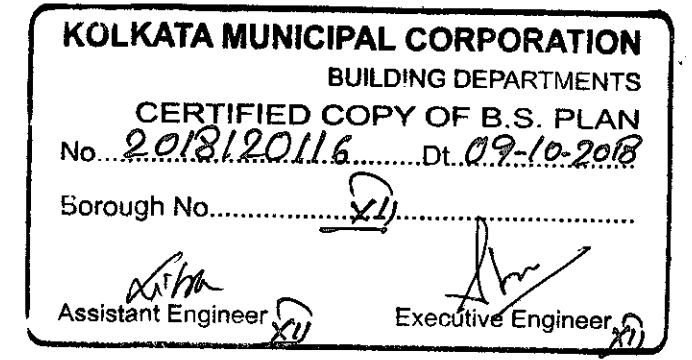 KOLKATA MUNICIPAL CORPORATION
BUILDING DEPARTMENTS
CERTIFIED COPY OF B.S. PLAN
No. 2018120116 Dt. 09-10-2018
Borough No. XII
Assistant Engineer XII Executive Engineer XII